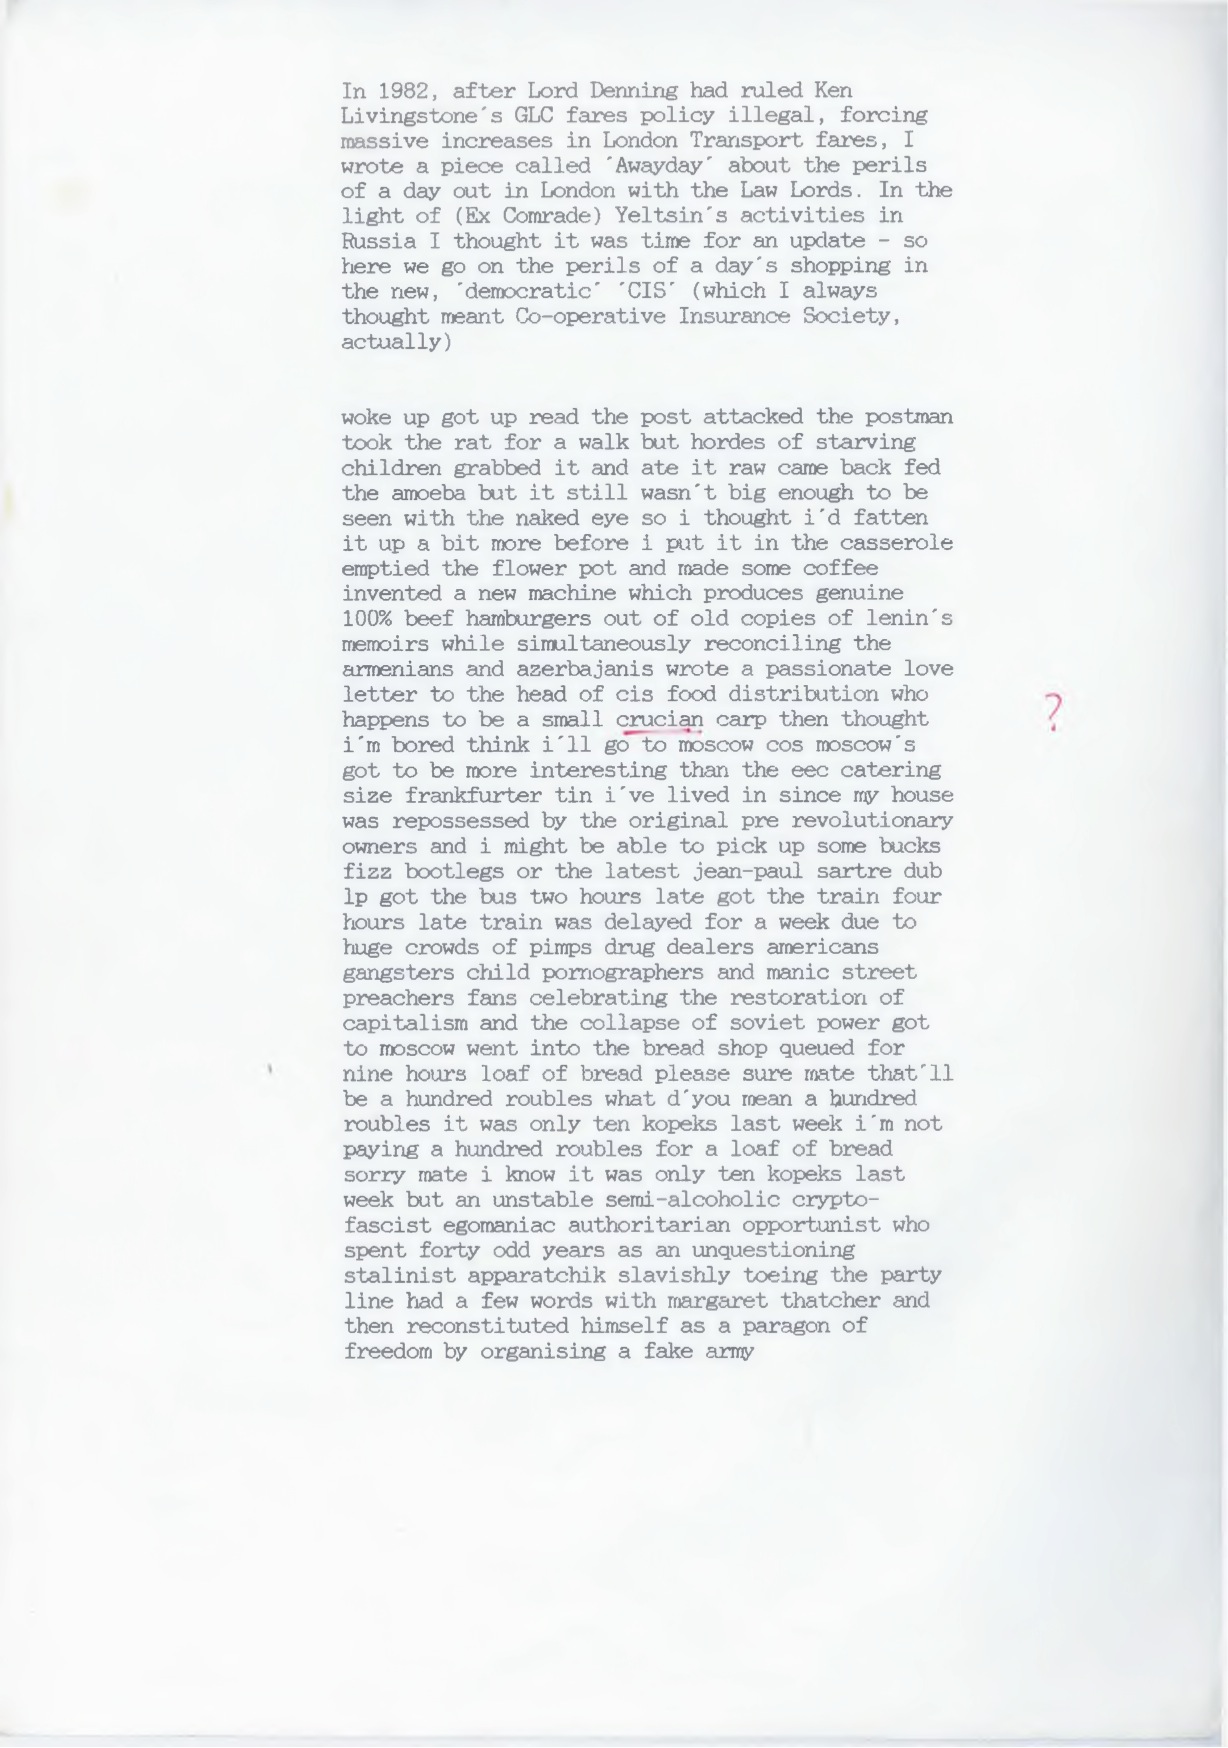 In 1982, after Lord Denning had ruled Ken
Livingstone´s GLC fares policy illegal, forcing
massive increases in London Transport fares, I
wrote a piece called ´Awayday´ about the perils
of a day out in London with the Law Lords. In the
light of (Ex Comrade) Yeltsin´s activities in
Russia I thought it was time for an update - so
here we go on the perils of a day´s shopping in
the new, ´democratic´ ´CIS´ (which I always
thought meant Co-operative Insurance Society,
actually)
woke up got up read the post attacked the postman
took the rat for a walk but hordes of starving
children grabbed it and ate it raw came back fed
the amoeba but it still wasn´t big enough to be
seen with the naked eye so i thought i´d fatten
it up a bit more before i put it in the casserole
emptied the flower pot and made some coffee
invented a new machine which produces genuine
100% beef hamburgers out of old copies of lenin´s
memoirs while simultaneously reconciling the
armenians and azerbajanis wrote a passionate love
letter to the head of cis food distribution who
happens to be a small crucian carp then thought ?
i´m bored think i´ll go to moscow cos moscow´s
got to be more interesting than the eec catering
size frankfurter tin i´ve lived in since my house
was repossessed by the original pre revolutionary
owners and i might be able to pick up some bucks
fizz bootlegs or the latest jean-paul sartre dub
lp got the bus two hours late got the train four
hours late train was delayed for a week due to
huge crowds of pimps drug dealers americans
gangsters child pornographers and manic street
preachers fans celebrating the restoration of
capitalism and the collapse of soviet power got
to moscow went into the bread shop queued for
nine hours loaf of bread please sure mate that´ll
be a hundred roubles what d´you mean a hundred
roubles it was only ten kopeks last week i´m not
paying a hundred roubles for a loaf of bread
sorry mate i know it was only ten kopeks last
week but an unstable semi-alcoholic crypto-
fascist egomaniac authoritarian opportunist who
spent forty odd years as an unquestioning
stalinist apparatchik slavishly toeing the party
line had a few words with margaret thatcher and
then reconstituted himself as a paragon of
freedom by organising a fake army